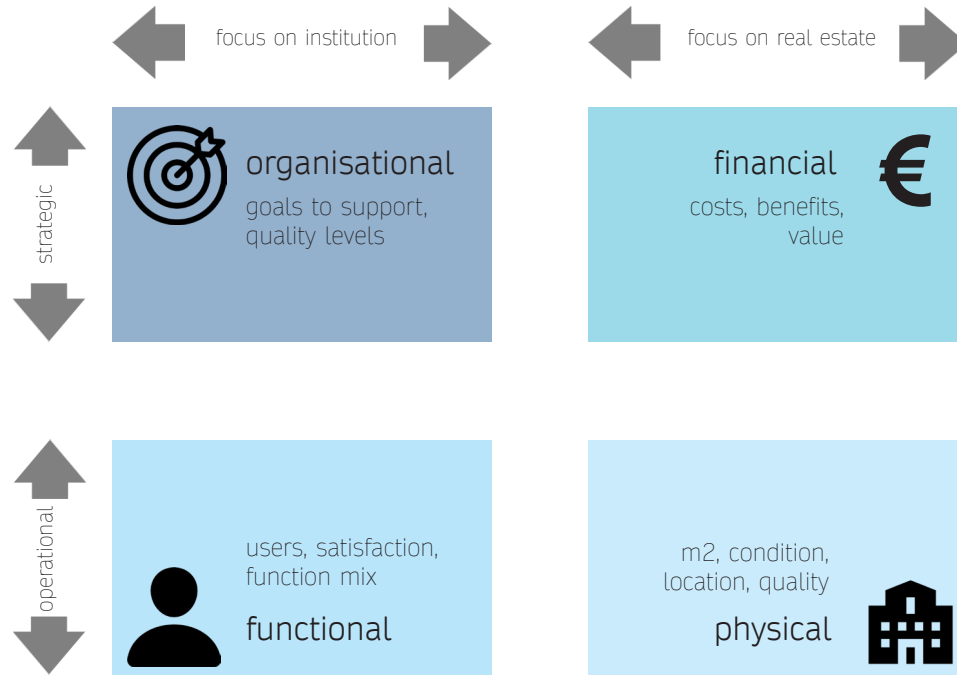 focus on institution
focus on real estate
strategic
organisational
goals to support,
quality levels
financial
€
costs, benefits,
value
operational
users, satisfaction,
function mix
functional
m2, condition,
location, quality
physical